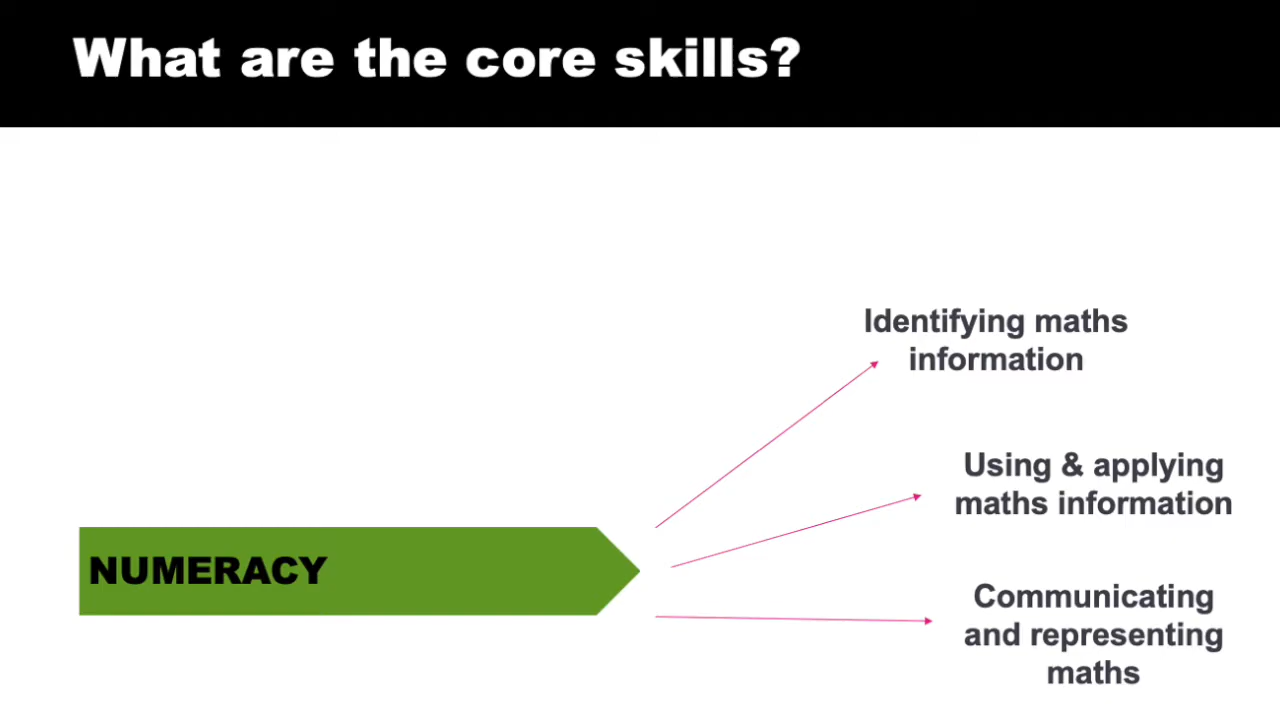 What are the core skills?
Identifying maths
information
Using & applying
maths information
NUMERACY
Communicating
and representing
maths